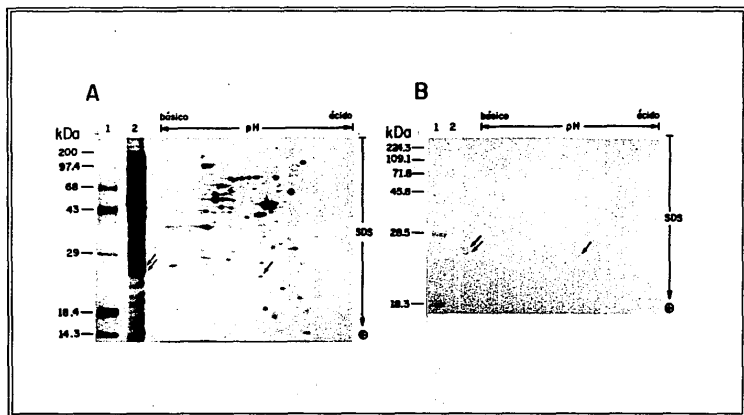 A
kDa
1 2
básico
ácido
pH
200
97.4
68
43
29
18.4
14.3
SDS
⊕
B
kDa
1 2
básico
ácido
pH
224.3
109.1
71.8
45.8
28.5
18.3
SDS
⊕